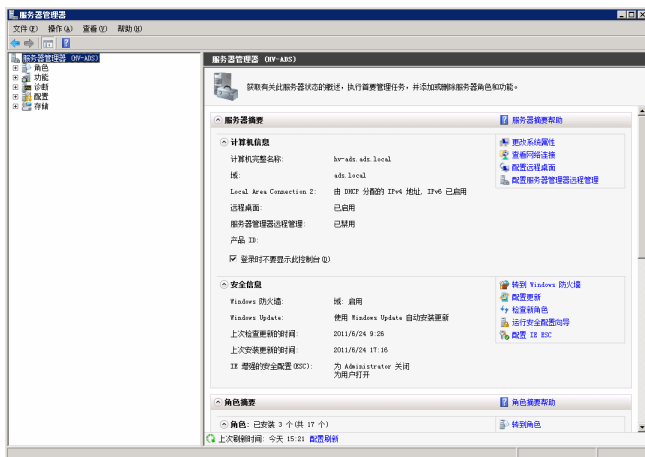 服务器管理器
文件(F) 操作(A) 查看(V) 帮助(H)
服务器管理器 (HV-ADS)
角色
功能
诊断
配置
存储
服务器管理器 (HV-ADS)
获取有关此服务器状态的概述，执行首要管理任务，并添加或删除服务器角色和功能。
服务器摘要
服务器摘要帮助
计算机信息
计算机完整名称: hv-ads.ads.local
域: ads.local
Local Area Connection 2: 由 DHCP 分配的 IPv4 地址, IPv6 已启用
远程桌面: 已启用
服务器管理器远程管理: 已禁用
产品 ID:
登录时不要显示此控制台(D)
更改系统属性
查看网络连接
配置远程桌面
配置服务器管理器远程管理
安全信息
Windows 防火墙: 域: 启用
Windows Update: 使用 Windows Update 自动安装更新
上次检查更新的时间: 2011/6/24 9:26
上次安装更新的时间: 2011/6/24 17:16
IE 增强的安全配置(ESC): 为 Administrator 关闭
为用户打开
转到 Windows 防火墙
配置更新
检查新角色
运行安全配置向导
配置 IE ESC
角色摘要
角色摘要帮助
角色: 已安装 3 个(共 17 个)
转到角色
上次刷新时间: 今天 15:21 配置刷新